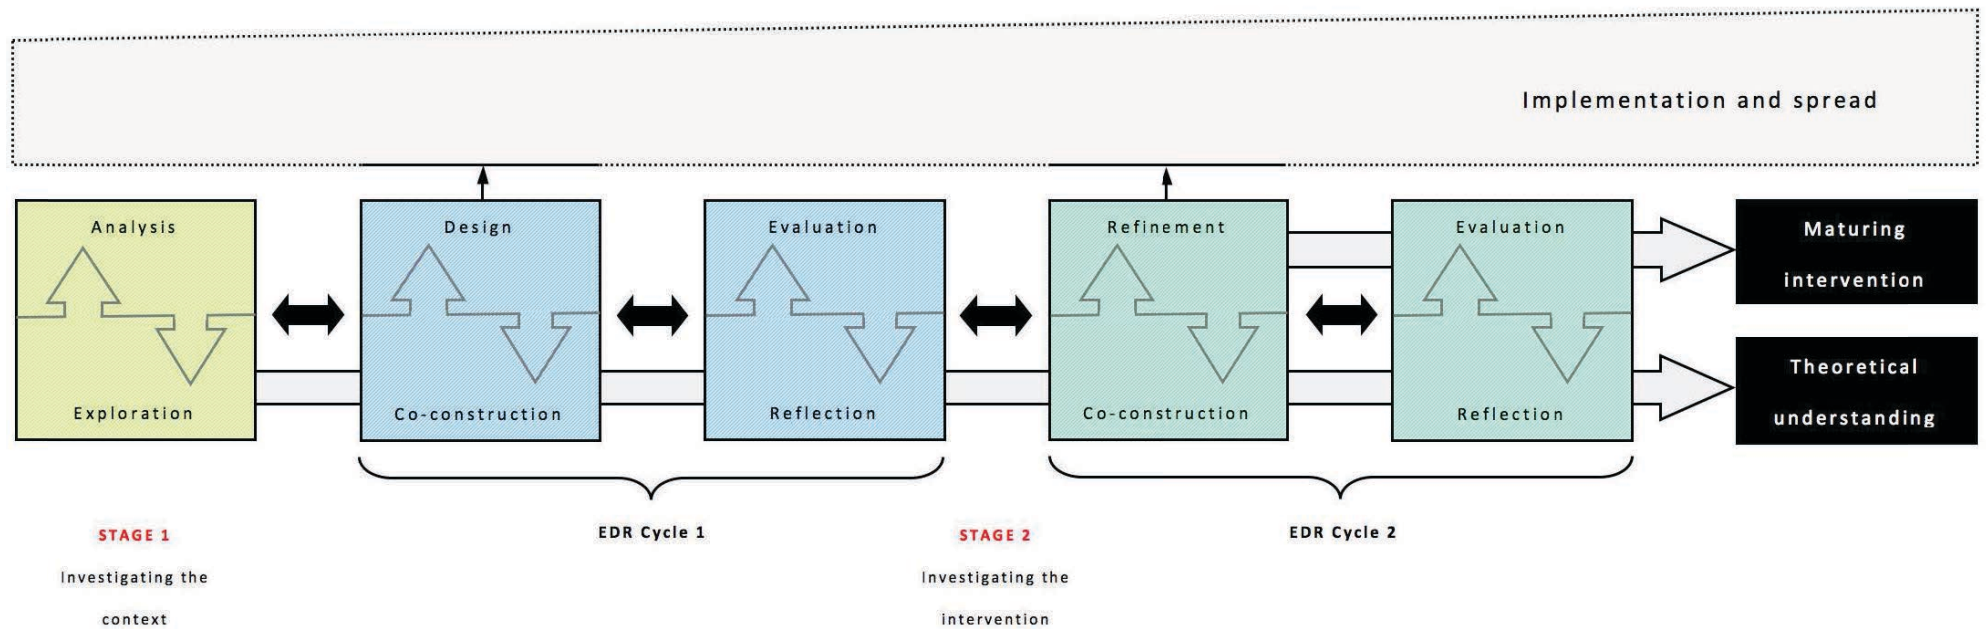 Implementation and spread
Analysis
Exploration
Design
Co-construction
Evaluation
Reflection
Refinement
Co-construction
Evaluation
Reflection
Maturing
intervention
Theoretical
understanding
EDR Cycle 1
EDR Cycle 2
STAGE 1
Investigating the
context
STAGE 2
Investigating the
intervention